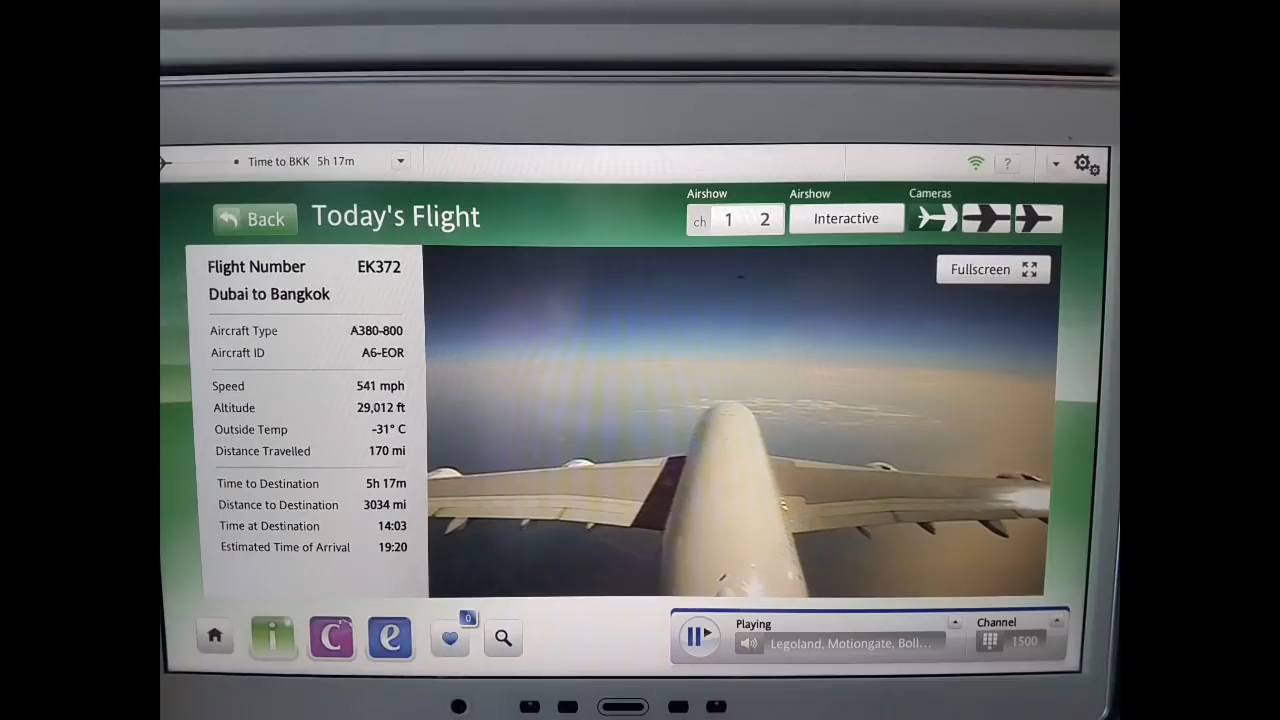 Time to BKK 5h 17m
?
Airshow Airshow Cameras
Back Today's Flight ch 1 2 Interactive
Flight Number EK372
Fullscreen
Dubai to Bangkok
Aircraft Type A380-800
Aircraft ID A6-EOR
Speed 541 mph
Altitude 29,012 ft
Outside Temp -31° C
Distance Travelled 170 mi
Time to Destination 5h 17m
Distance to Destination 3034 mi
Time at Destination 14:03
Estimated Time of Arrival 19:20
i C e 0
Playing Channel
Legoland, Motiongate, Boll... 1500